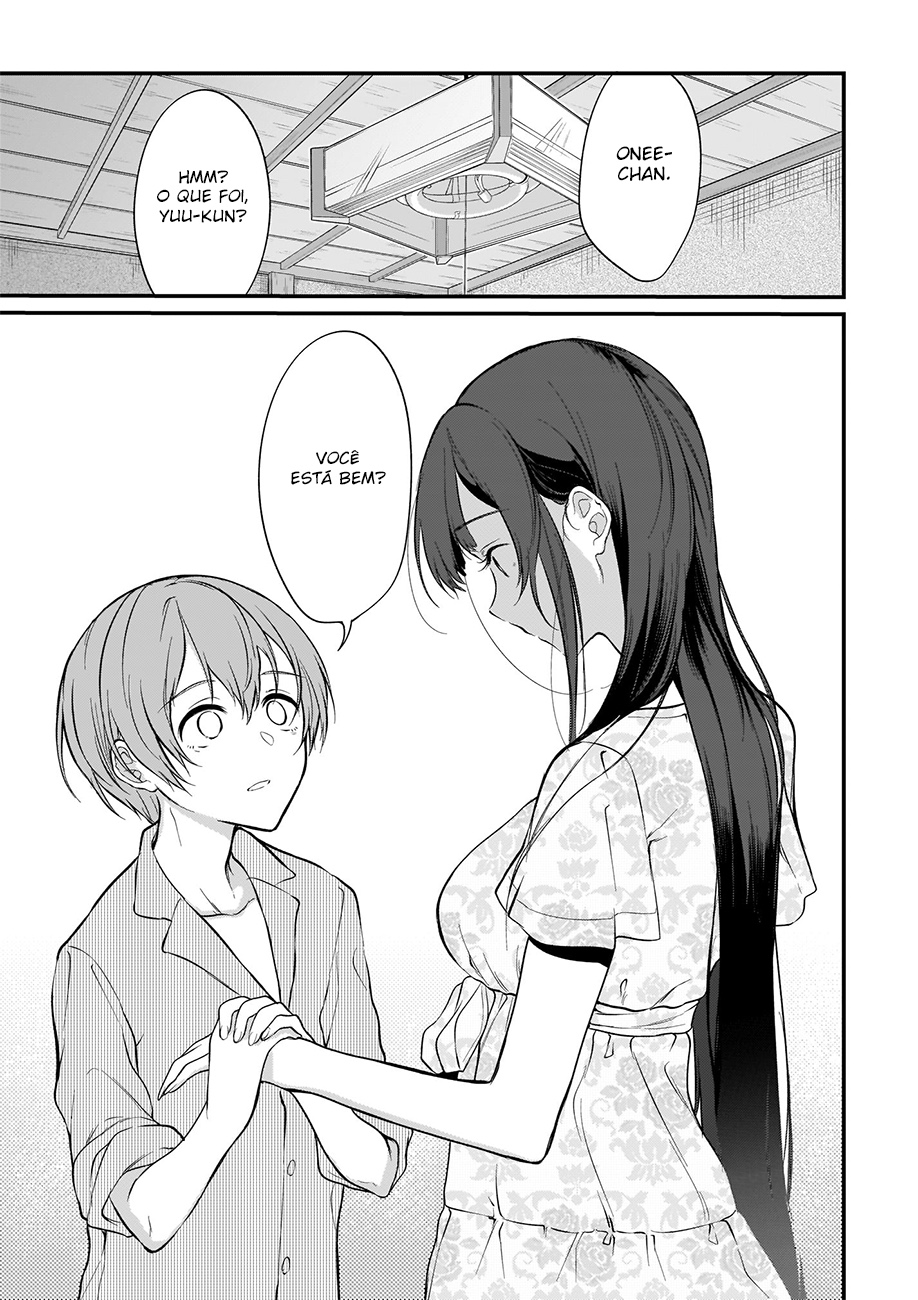 ONEE-
CHAN.
HMM?
O QUE FOI,
YUU-KUN?
VOCÊ
ESTÁ BEM?